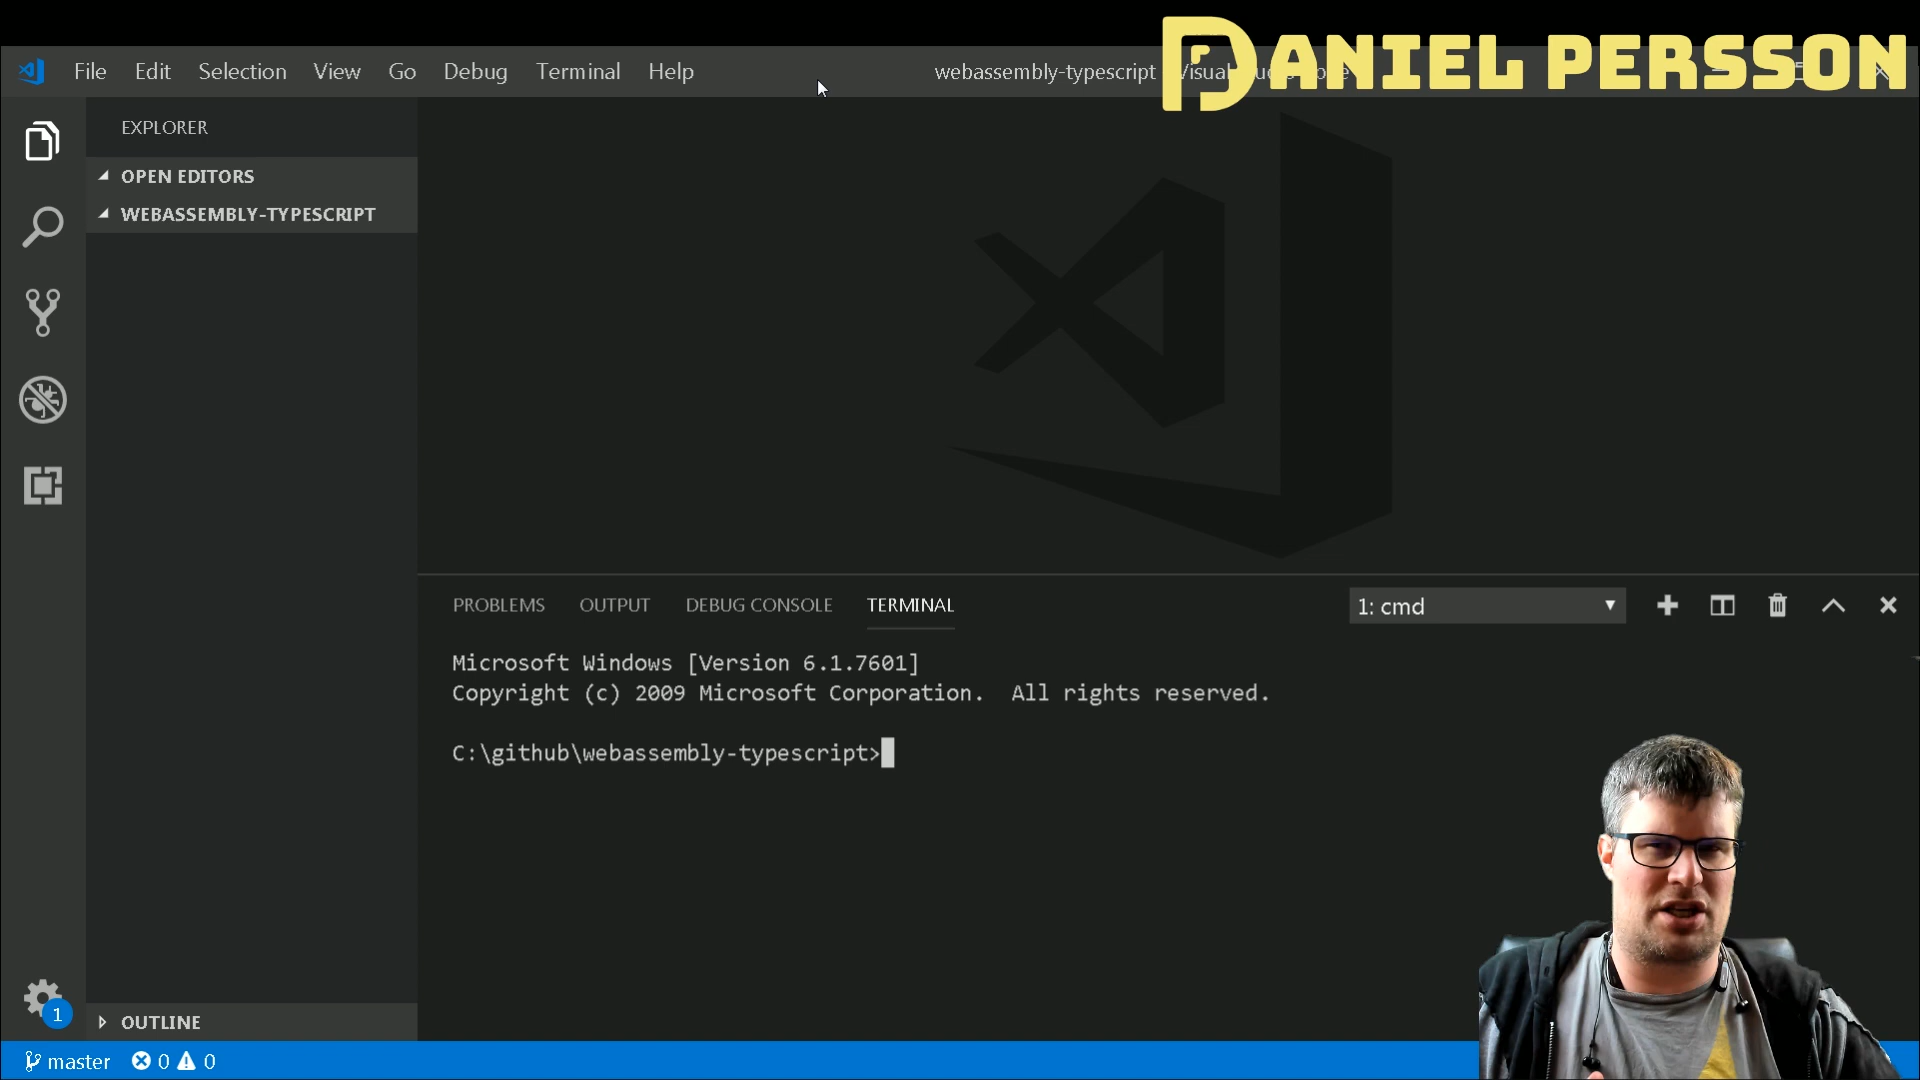 DANIEL PERSSON
File Edit Selection View Go Debug Terminal Help
webassembly-typescript
EXPLORER
OPEN EDITORS
WEBASSEMBLY-TYPESCRIPT
PROBLEMS OUTPUT DEBUG CONSOLE TERMINAL
1: cmd
Microsoft Windows [Version 6.1.7601]
Copyright (c) 2009 Microsoft Corporation. All rights reserved.
C:\github\webassembly-typescript>
1
OUTLINE
master 0 0